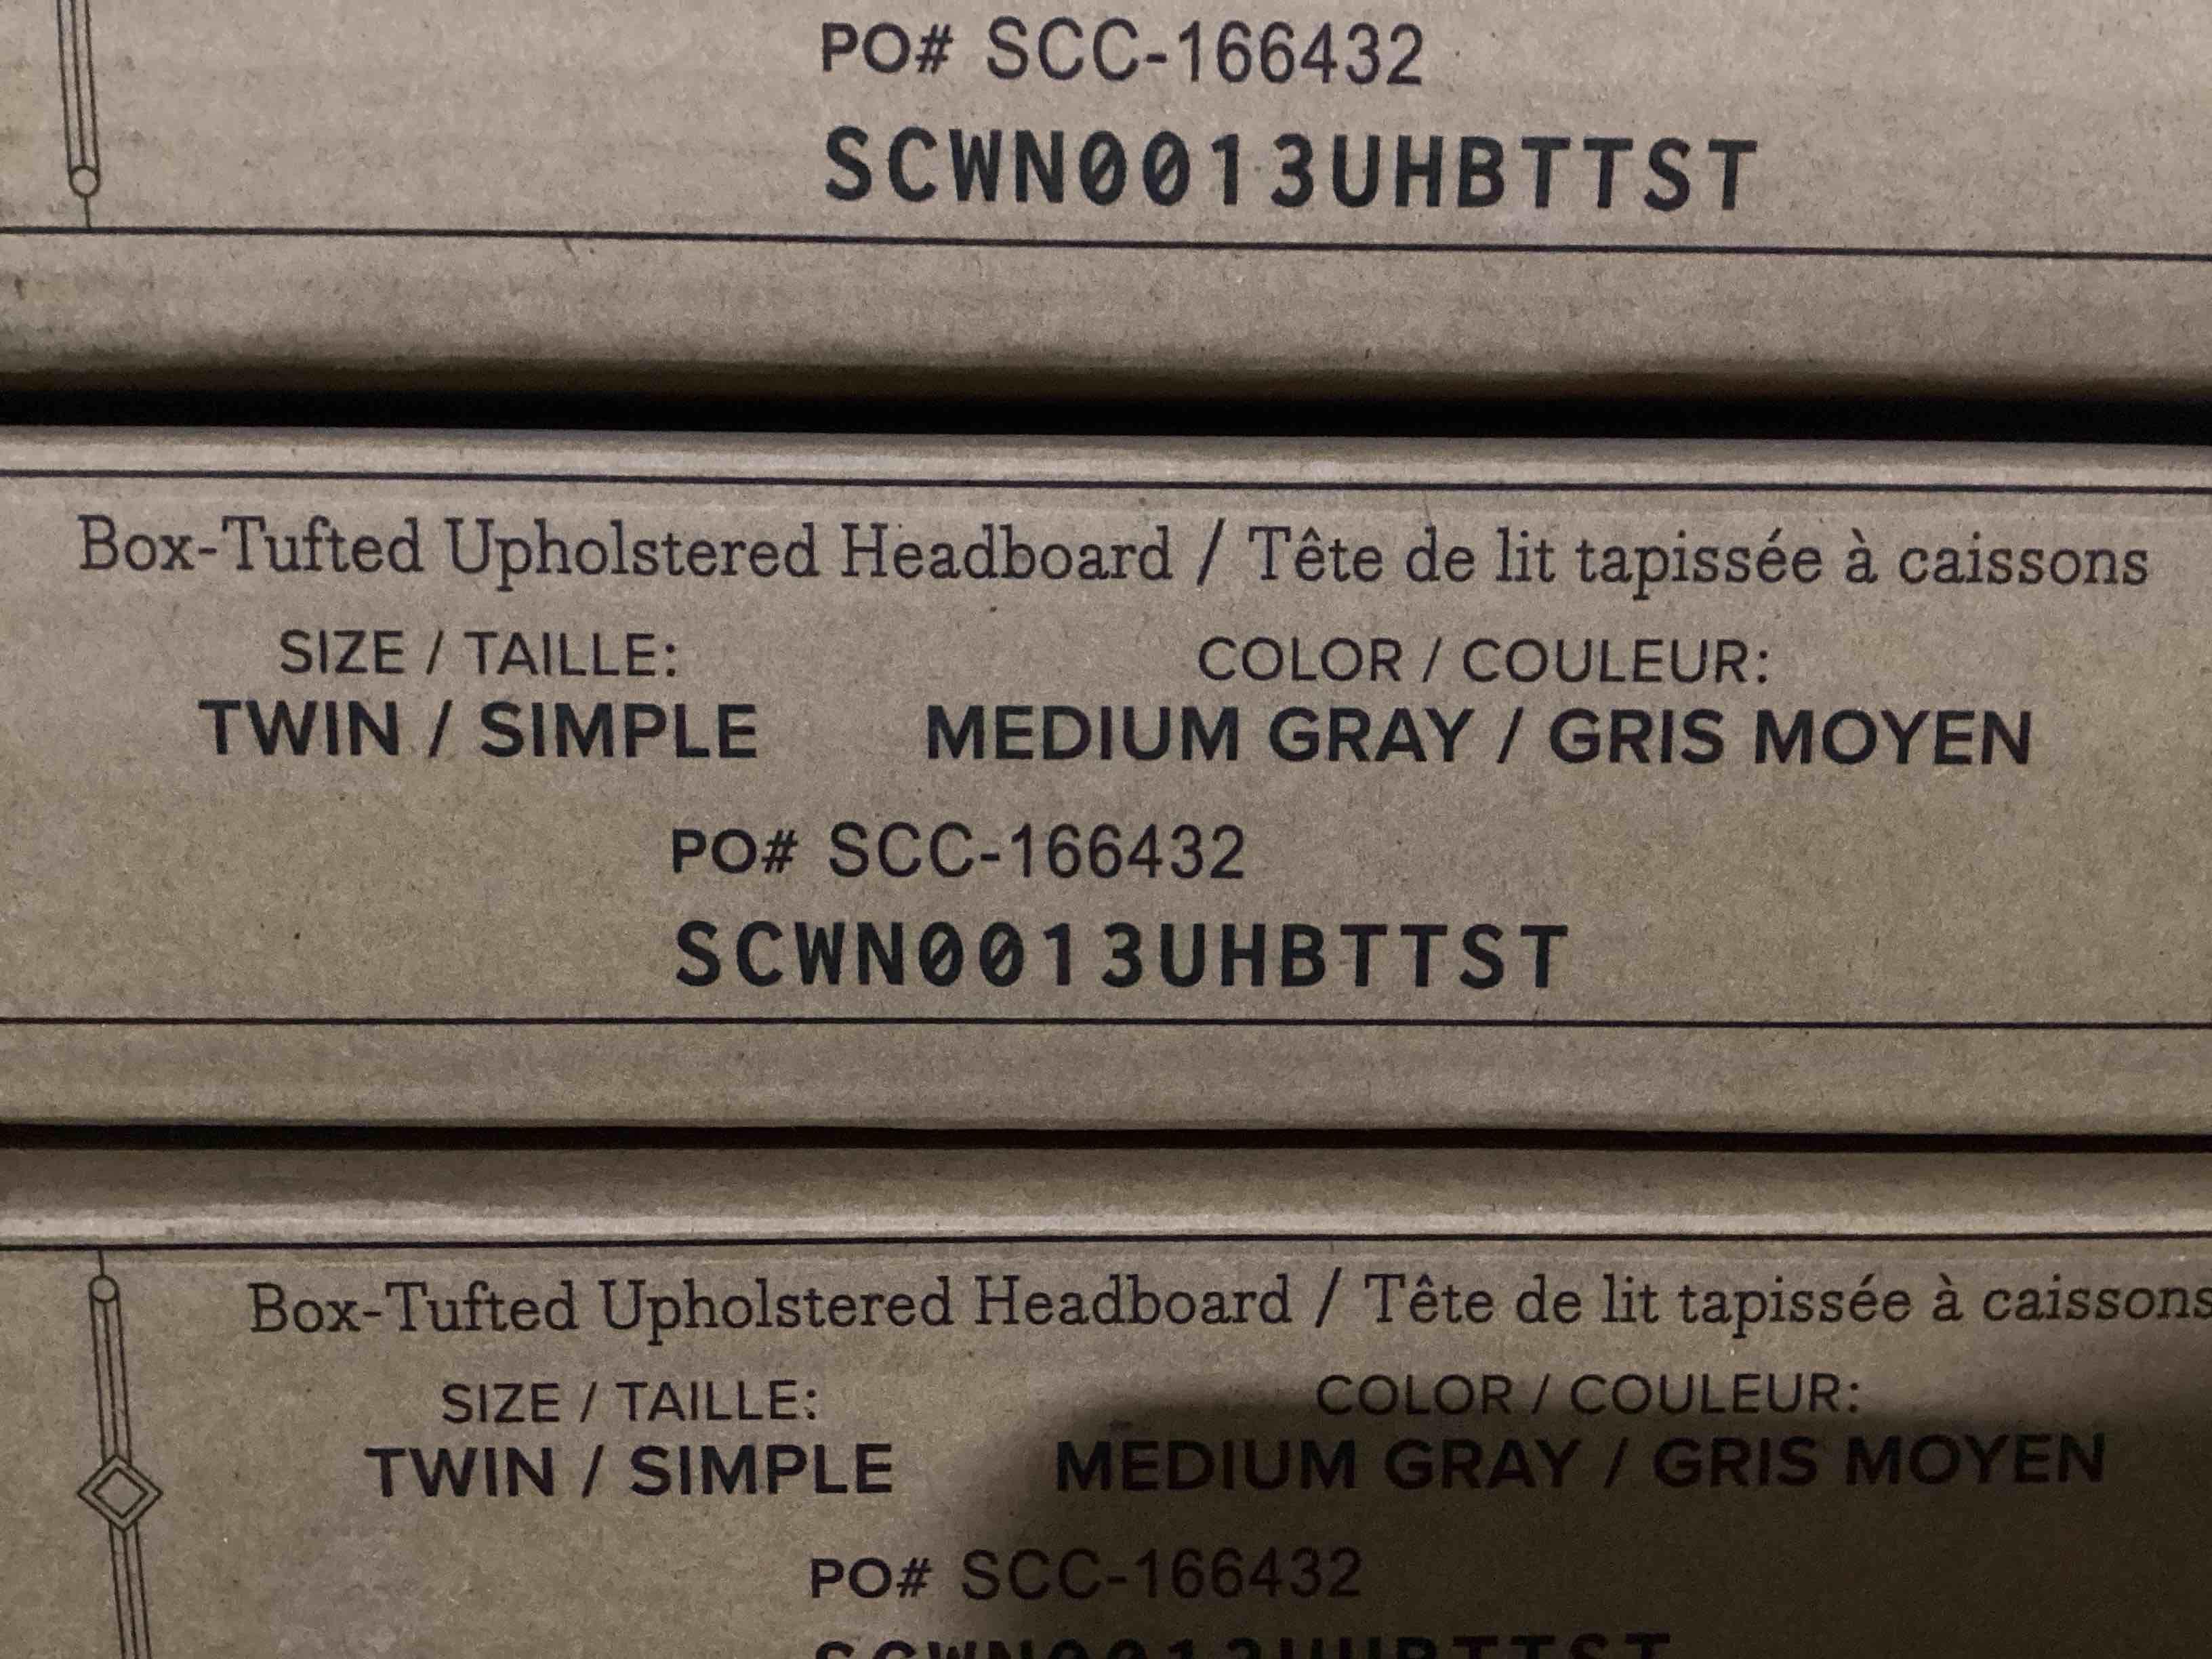 PO# SCC-166432
SCWN0013UHBTTST
Box-Tufted Upholstered Headboard / Tête de lit tapissée à caissons
SIZE / TAILLE: COLOR / COULEUR:
TWIN / SIMPLE MEDIUM GRAY / GRIS MOYEN
PO# SCC-166432
SCWN0013UHBTTST
Box-Tufted Upholstered Headboard / Tête de lit tapissée à caissons
SIZE / TAILLE: COLOR / COULEUR:
TWIN / SIMPLE MEDIUM GRAY / GRIS MOYEN
PO# SCC-166432
SCWN0013UHBTTST